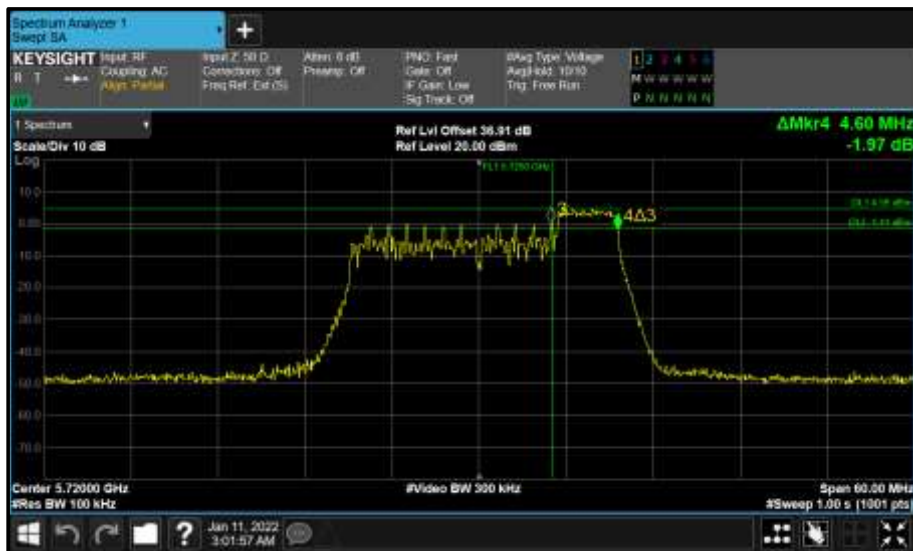 Spectrum Analyzer 1
Swept SA
+
KEYSIGHT
R T
Input: RF
Coupling: AC
Align: Partial
Input Z: 50 Ω
Corrections: Off
Freq Ref: Ext (S)
Atten: 6 dB
Preamp: Off
PNO: Fast
Gate: Off
IF Gain: Low
Sig Track: Off
#Avg Type: Voltage
Avg|Hold: 10/10
Trig: Free Run
1 2 3 4 5 6
M W W W W W
P N N N N N
1 Spectrum
Scale/Div 10 dB
Log
Ref Lvl Offset 36.91 dB
Ref Level 20.00 dBm
ΔMkr4 4.60 MHz
-1.97 dB
10.0
0.00
-10.0
-20.0
-30.0
-40.0
-50.0
-60.0
-70.0
3
4Δ3
Center 5.72000 GHz
#Res BW 100 kHz
#Video BW 300 kHz
Span 60.00 MHz
#Sweep 1.00 s (1001 pts)
?
Jan 11, 2022
3:01:57 AM